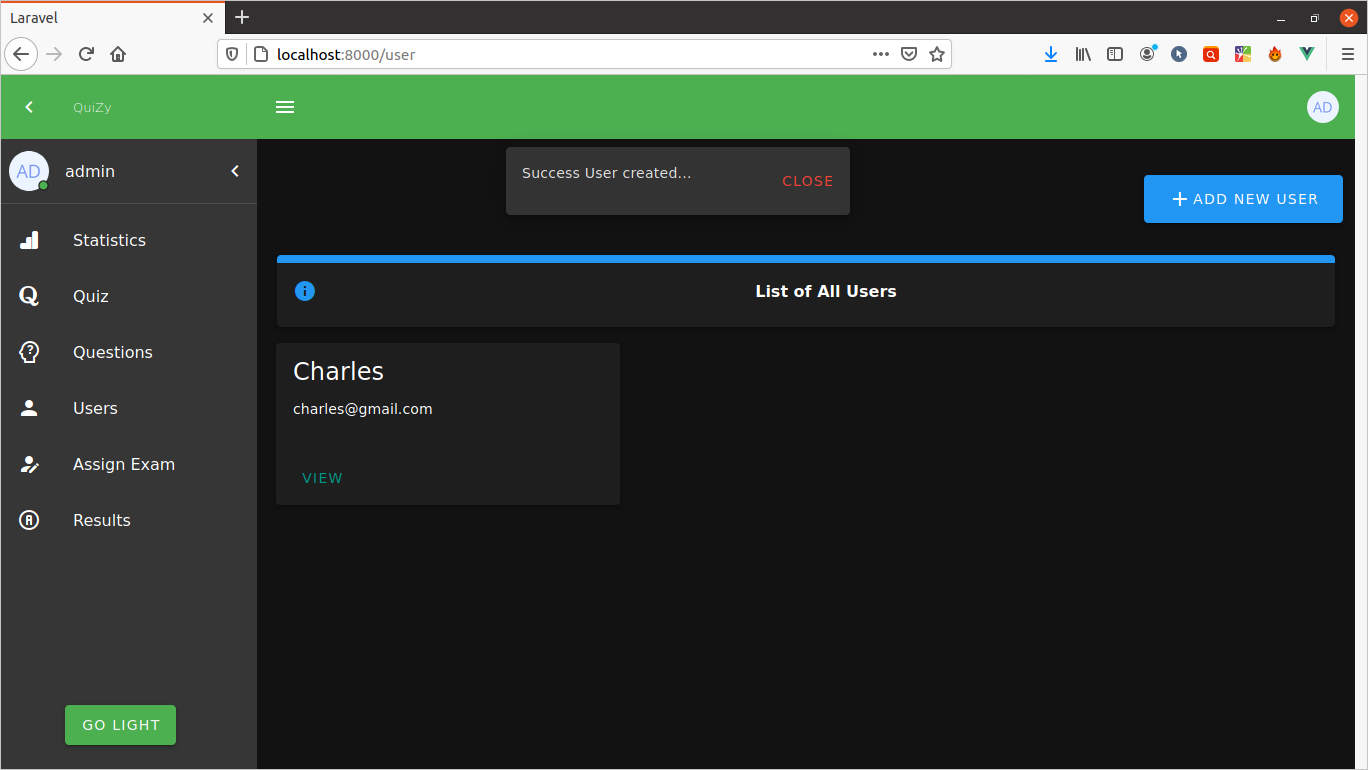 Laravel
localhost:8000/user
QuiZy
AD
AD
admin
Success User created...
CLOSE
ADD NEW USER
Statistics
Quiz
Questions
Users
Assign Exam
Results
List of All Users
Charles
charles@gmail.com
VIEW
GO LIGHT